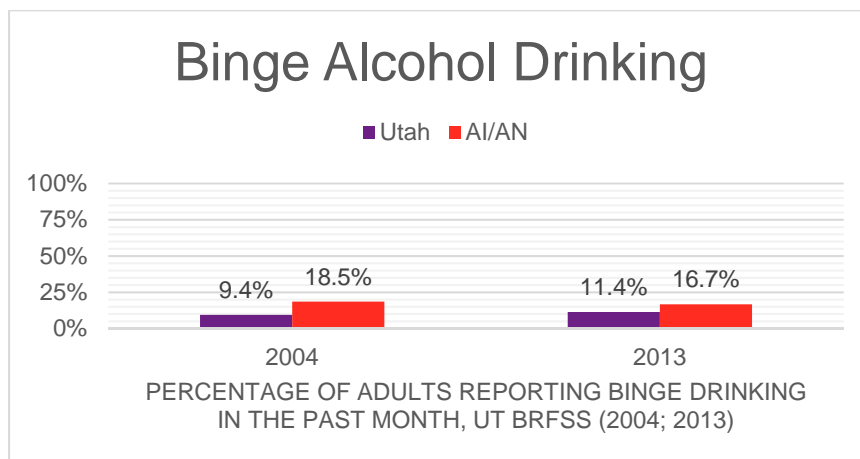 Binge Alcohol Drinking
Utah AI/AN
100%
75%
50%
25%
0%
9.4% 18.5% 11.4% 16.7%
2004 2013
PERCENTAGE OF ADULTS REPORTING BINGE DRINKING
IN THE PAST MONTH, UT BRFSS (2004; 2013)